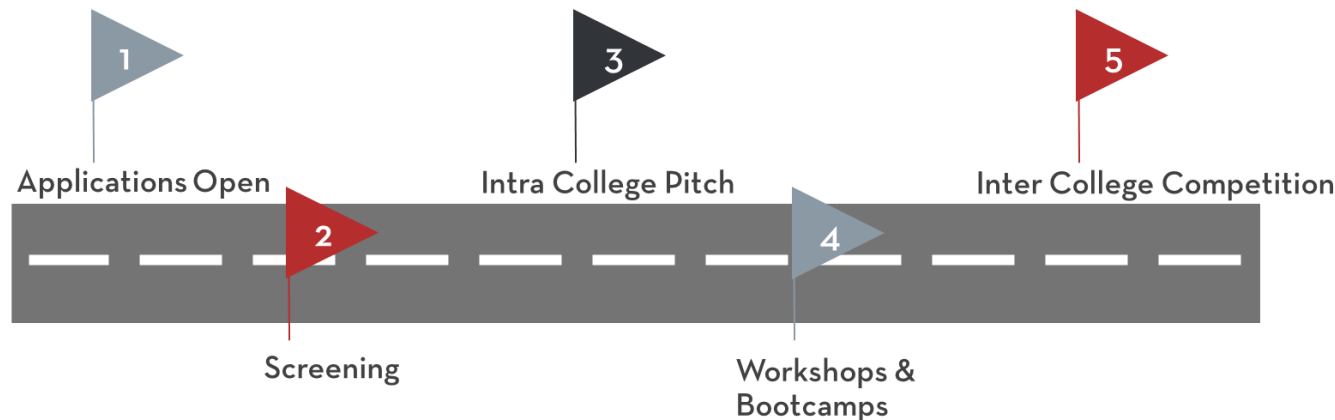 1
Applications Open
2
Screening
3
Intra College Pitch
4
Workshops &
Bootcamps
5
Inter College Competition